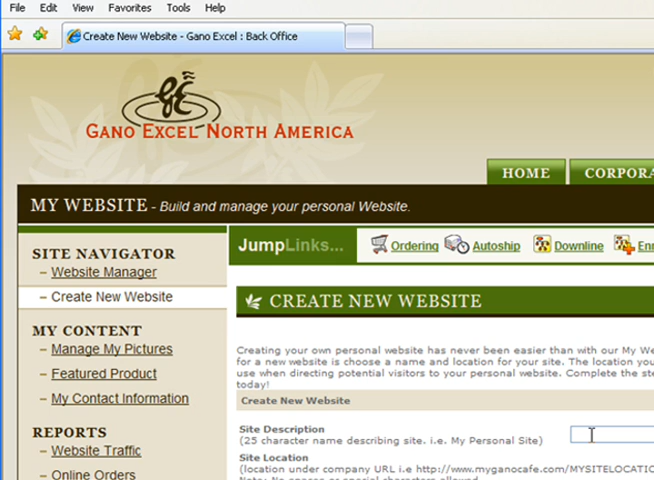 File Edit View Favorites Tools Help
Create New Website - Gano Excel : Back Office
GE
GANO EXCEL NORTH AMERICA
HOME CORPORA
MY WEBSITE - Build and manage your personal Website.
SITE NAVIGATOR
– Website Manager
– Create New Website
MY CONTENT
– Manage My Pictures
– Featured Product
– My Contact Information
REPORTS
– Website Traffic
– Online Orders
JumpLinks... Ordering Autoship Downline Enr
CREATE NEW WEBSITE
Creating your own personal website has never been easier than with our My We
for a new website is choose a name and location for your site. The location you
use when directing potential visitors to your personal website. Complete the ste
today!
Create New Website
Site Description
(25 character name describing site. i.e. My Personal Site)
Site Location
(location under company URL i.e http://www.myganocafe.com/MYSITELOCATIO
Note: No spaces or special characters allowed